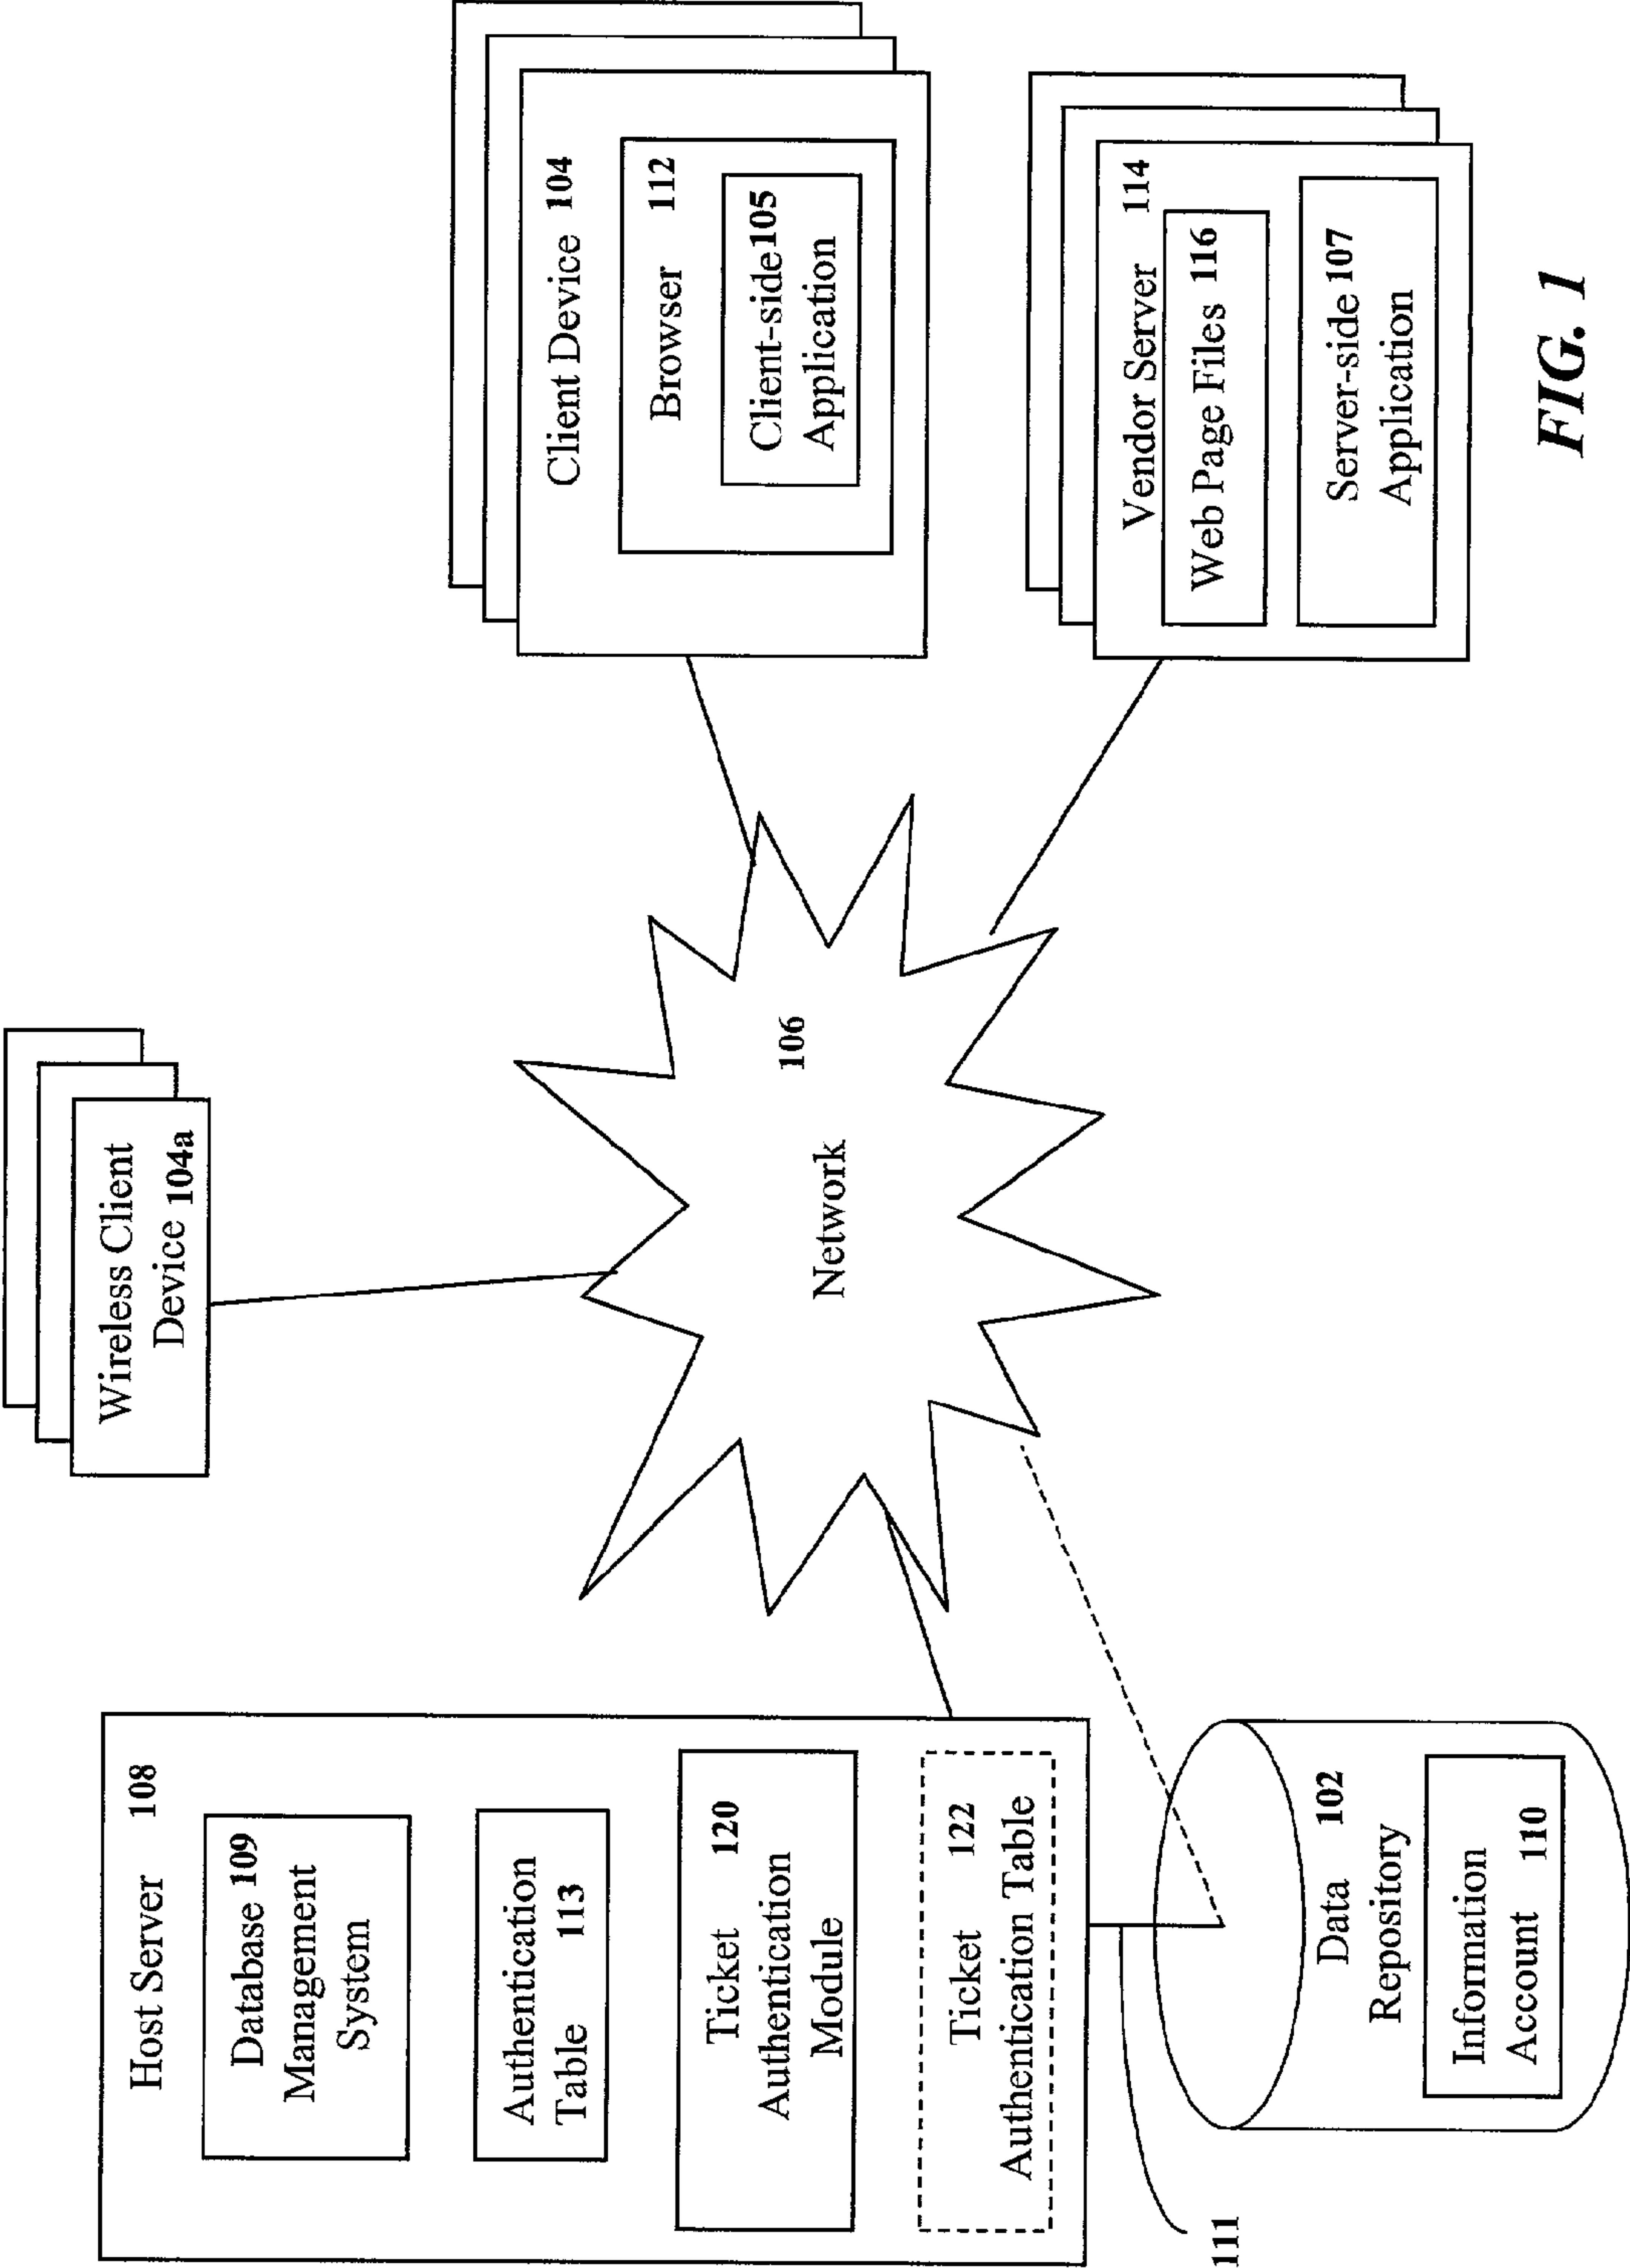 Host Server 108
Database 109
Management
System
Authentication
Table 113
Ticket 120
Authentication
Module
Ticket 122
Authentication Table
111
Data 102
Repository
Information
Account 110
Wireless Client
Device 104a
106
Network
Client Device 104
Browser 112
Client-side 105
Application
Vendor Server 114
Web Page Files 116
Server-side 107
Application
FIG. 1